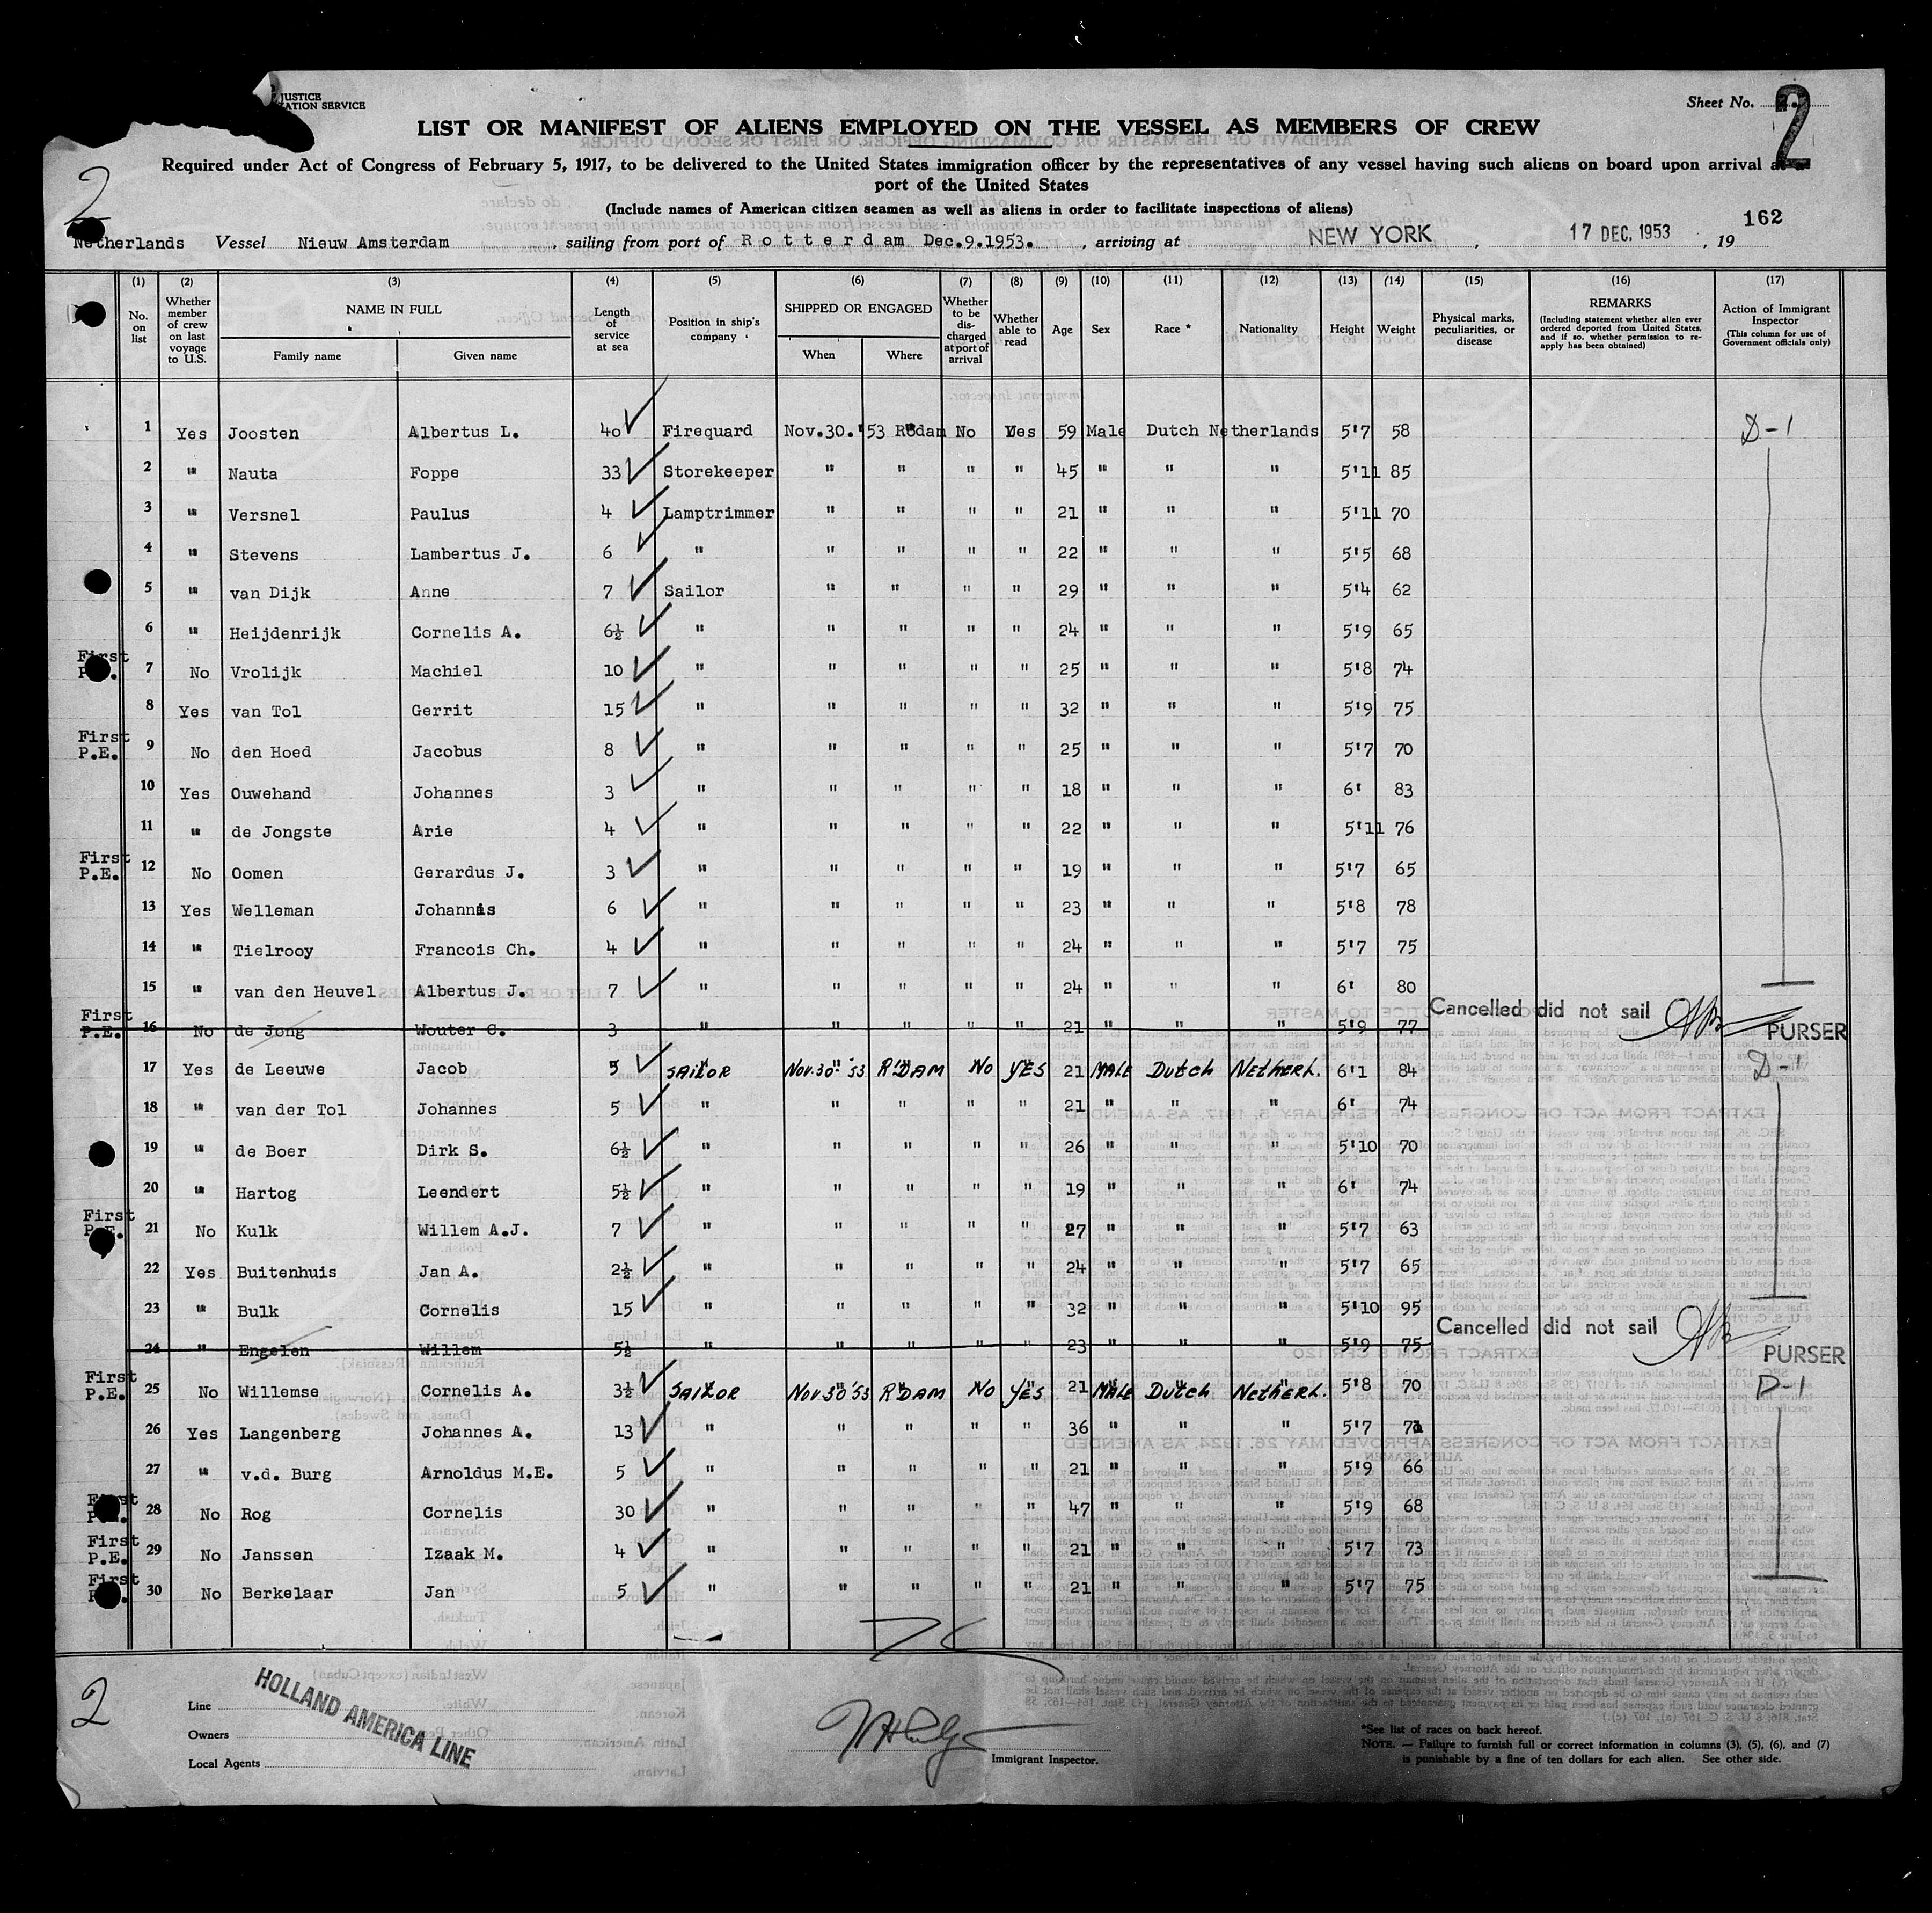 JUSTICE
ATION SERVICE
Sheet No. 2
LIST OR MANIFEST OF ALIENS EMPLOYED ON THE VESSEL AS MEMBERS OF CREW
Required under Act of Congress of February 5, 1917, to be delivered to the United States immigration officer by the representatives of any vessel having such aliens on board upon arrival at a
port of the United States
(Include names of American citizen seamen as well as aliens in order to facilitate inspections of aliens)
2
162
Netherlands Vessel Nieuw Amsterdam, sailing from port of Rotterdam Dec.9.1953., arriving at NEW YORK, 17 DEC. 1953, 19
(1) No. on list
(2) Whether member of crew on last voyage to U.S.
(3) NAME IN FULL Family name Given name
(4) Length of service at sea
(5) Position in ship's company
(6) SHIPPED OR ENGAGED When Where
(7) Whether to be discharged at port of arrival
(8) Whether able to read
(9) Age
(10) Sex
(11) Race *
(12) Nationality
(13) Height
(14) Weight
(15) Physical marks, peculiarities, or disease
(16) REMARKS (Including statement whether alien ever ordered deported from United States, and if so, whether permission to re-apply has been obtained)
(17) Action of Immigrant Inspector (This column for use of Government officials only)
1 Yes Joosten Albertus L. 40 Firequard Nov.30.'53 Rodam No Yes 59 Male Dutch Netherlands 5'7 58 D-1
2 " Nauta Foppe 33 Storekeeper " " " " 45 " " " 5'11 85
3 " Versnel Paulus 4 Lamptrimmer " " " " 21 " " " 5'11 70
4 " Stevens Lambertus J. 6 " " " " " 22 " " " 5'5 68
5 " van Dijk Anne 7 Sailor " " " " 29 " " " 5'4 62
6 " Heijdenrijk Cornelis A. 6½ " " " " " 24 " " " 5'9 65
First P.E. 7 No Vrolijk Machiel 10 " " " " " 25 " " " 5'8 74
8 Yes van Tol Gerrit 15 " " " " " 32 " " " 5'9 75
First P.E. 9 No den Hoed Jacobus 8 " " " " " 25 " " " 5'7 70
10 Yes Ouwehand Johannes 3 " " " " " 18 " " " 6' 83
11 " de Jongste Arie 4 " " " " " 22 " " " 5'11 76
First P.E. 12 No Oomen Gerardus J. 3 " " " " " 19 " " " 5'7 65
13 Yes Welleman Johannis 6 " " " " " 23 " " " 5'8 78
14 " Tielrooy Francois Ch. 4 " " " " " 24 " " " 5'7 75
15 " van den Heuvel Albertus J. 7 " " " " " 24 " " " 6' 80
First P.E. 16 No de Jong Wouter C. 3 " " " " " 21 " " " 5'9 77 Cancelled did not sail PURSER
17 Yes de Leeuwe Jacob 5 SAILOR Nov.30 '53 R'DAM No YES 21 MALE Dutch Netherl. 6'1 84 D-1
18 " van der Tol Johannes 5 " " " " " 21 " " " 6' 74
19 " de Boer Dirk S. 6½ " " " " " 26 " " " 5'10 70
20 " Hartog Leendert 5½ " " " " " 19 " " " 6' 74
First P.E. 21 No Kulk Willem A.J. 7 " " " " " 27 " " " 5'7 63
22 Yes Buitenhuis Jan A. 2½ " " " " " 24 " " " 5'7 65
23 " Bulk Cornelis 15 " " " " " 32 " " " 5'10 95
24 " Engelen Willem 5½ " " " " " 23 " " " 5'9 75 Cancelled did not sail PURSER
First P.E. 25 No Willemse Cornelis A. 3½ SAILOR Nov 30 '53 R'DAM No YES 21 MALE Dutch Netherl. 5'8 70 D-1
26 Yes Langenberg Johannes A. 13 " " " " " 36 " " " 5'7
27 " v.d. Burg Arnoldus M.E. 5 " " " " " 21 " " " 5'9 66
First P.E. 28 No Rog Cornelis 30 " " " " " 47 " " " 5'9 68
First P.E. 29 No Janssen Izaak M. 4 " " " " " 21 " " " 5'7 73
First P.E. 30 No Berkelaar Jan 5 " " " " " 21 " " " 5'7 75
2
Line
Owners
Local Agents
HOLLAND AMERICA LINE
Immigrant Inspector.
*See list of races on back hereof.
NOTE. — Failure to furnish full or correct information in columns (3), (5), (6), and (7)
is punishable by a fine of ten dollars for each alien. See other side.